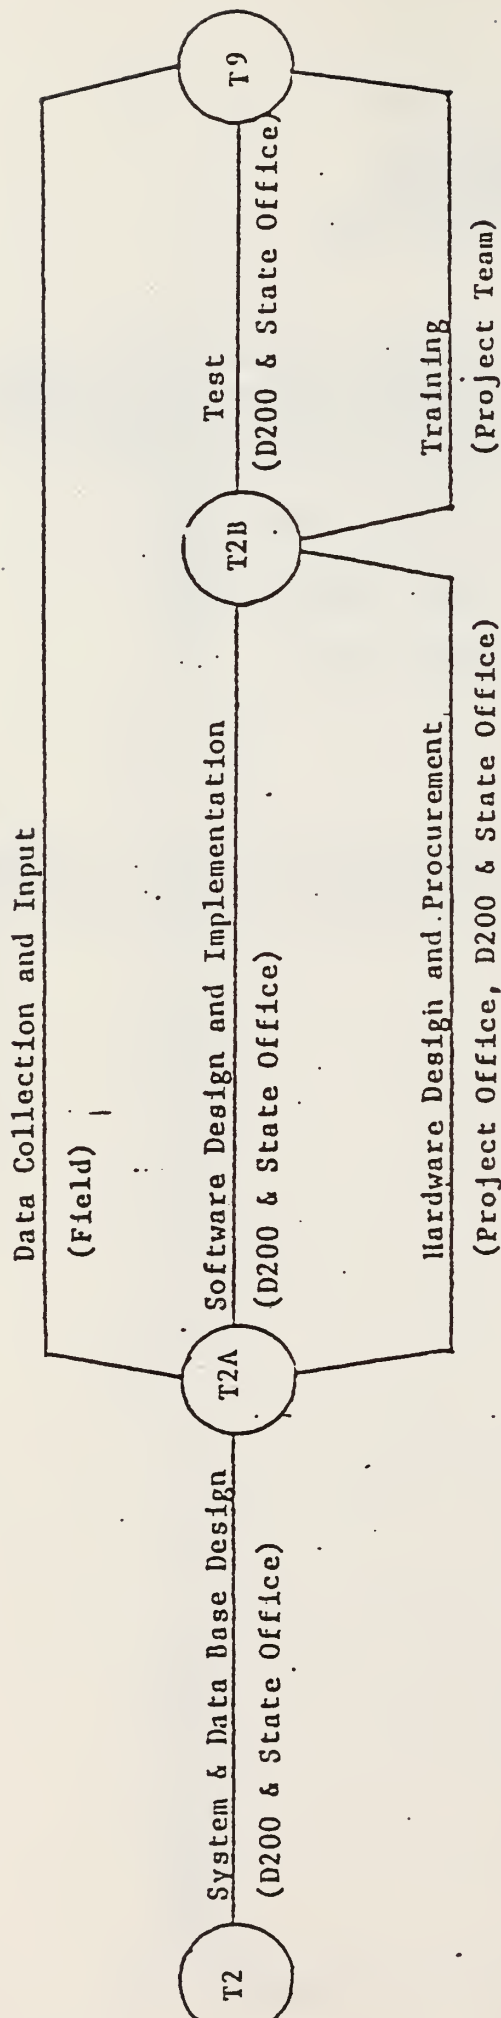 T2
System & Data Base Design
(D200 & State Office)
T2A
Data Collection and Input
(Field)
Software Design and Implementation
(D200 & State Office)
Hardware Design and Procurement
(Project Office, D200 & State Office)
T2B
Test
(D200 & State Office)
Training
(Project Team)
T9